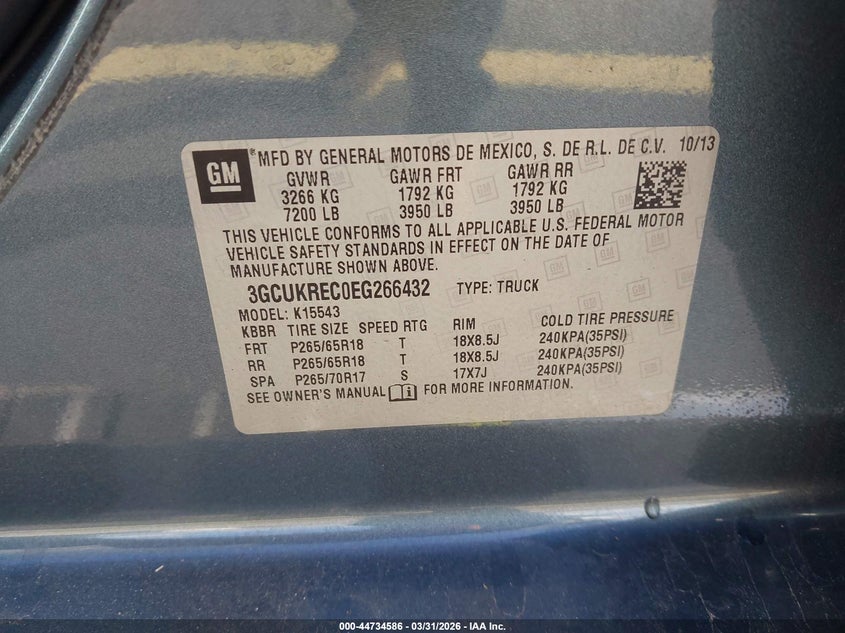 GM ® MFD BY GENERAL MOTORS DE MEXICO, S. DE R.L. DE C.V. 10/13
GVWR GAWR FRT GAWR RR
3266 KG 1792 KG 1792 KG
7200 LB 3950 LB 3950 LB
THIS VEHICLE CONFORMS TO ALL APPLICABLE U.S. FEDERAL MOTOR
VEHICLE SAFETY STANDARDS IN EFFECT ON THE DATE OF
MANUFACTURE SHOWN ABOVE.
3GCUKREC0EG266432 TYPE: TRUCK
MODEL: K15543
KBBR TIRE SIZE SPEED RTG RIM COLD TIRE PRESSURE
FRT P265/65R18 T 18X8.5J 240KPA(35PSI)
RR P265/65R18 T 18X8.5J 240KPA(35PSI)
SPA P265/70R17 S 17X7J 240KPA(35PSI)
SEE OWNER'S MANUAL FOR MORE INFORMATION.
000-44734586 - 03/31/2026 - IAA Inc.